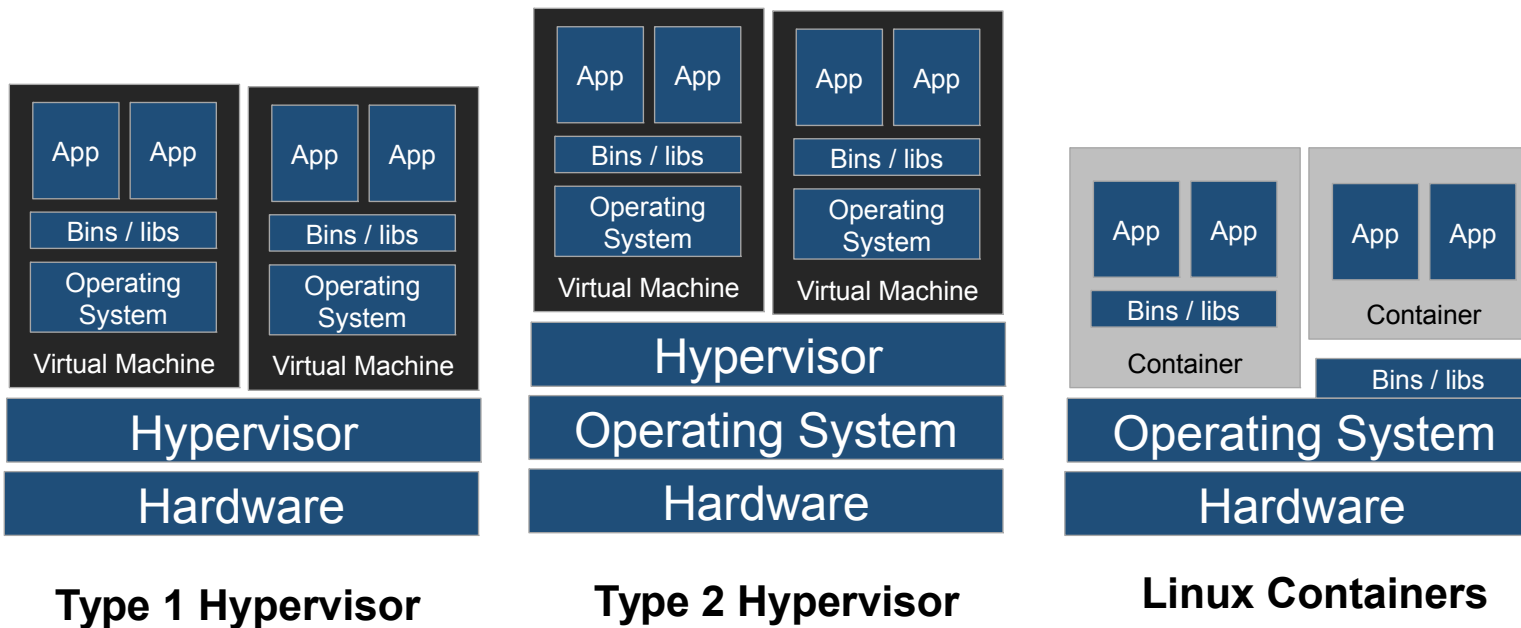 App App
Bins / libs
Operating
System
Virtual Machine
App App
Bins / libs
Operating
System
Virtual Machine
Hypervisor
Hardware
Type 1 Hypervisor
App App
Bins / libs
Operating
System
Virtual Machine
App App
Bins / libs
Operating
System
Virtual Machine
Hypervisor
Operating System
Hardware
Type 2 Hypervisor
App App
Bins / libs
Container
App App
Container
Bins / libs
Operating System
Hardware
Linux Containers